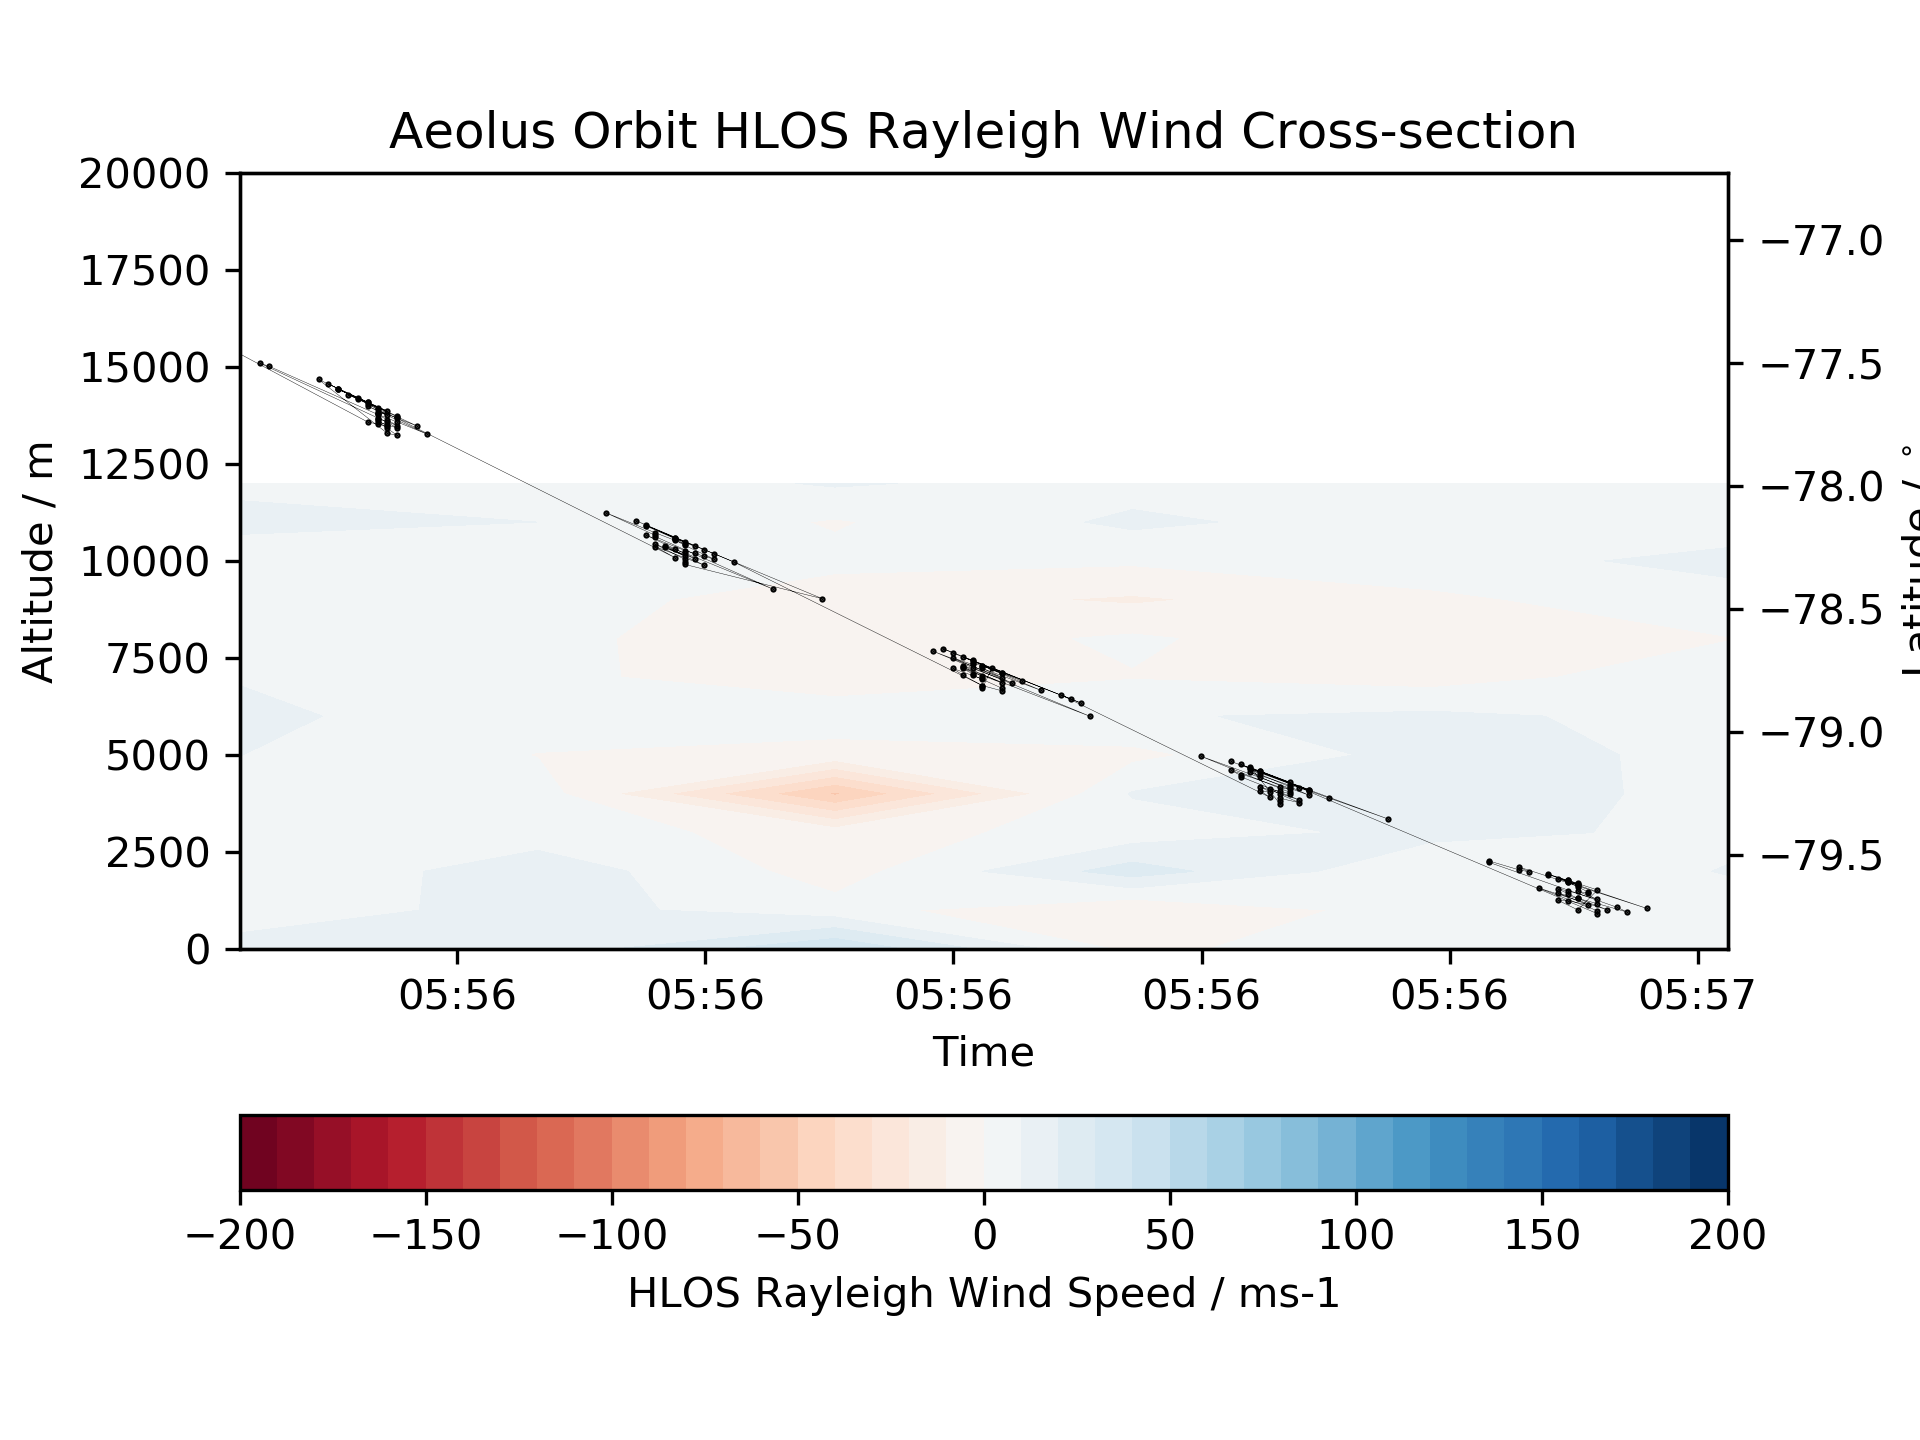 Aeolus Orbit HLOS Rayleigh Wind Cross-section
20000
17500
15000
12500
10000
7500
5000
2500
0
Altitude / m
−77.0
−77.5
−78.0
−78.5
−79.0
−79.5
Latitude / °
05:56 05:56 05:56 05:56 05:56 05:57
Time
−200 −150 −100 −50 0 50 100 150 200
HLOS Rayleigh Wind Speed / ms-1